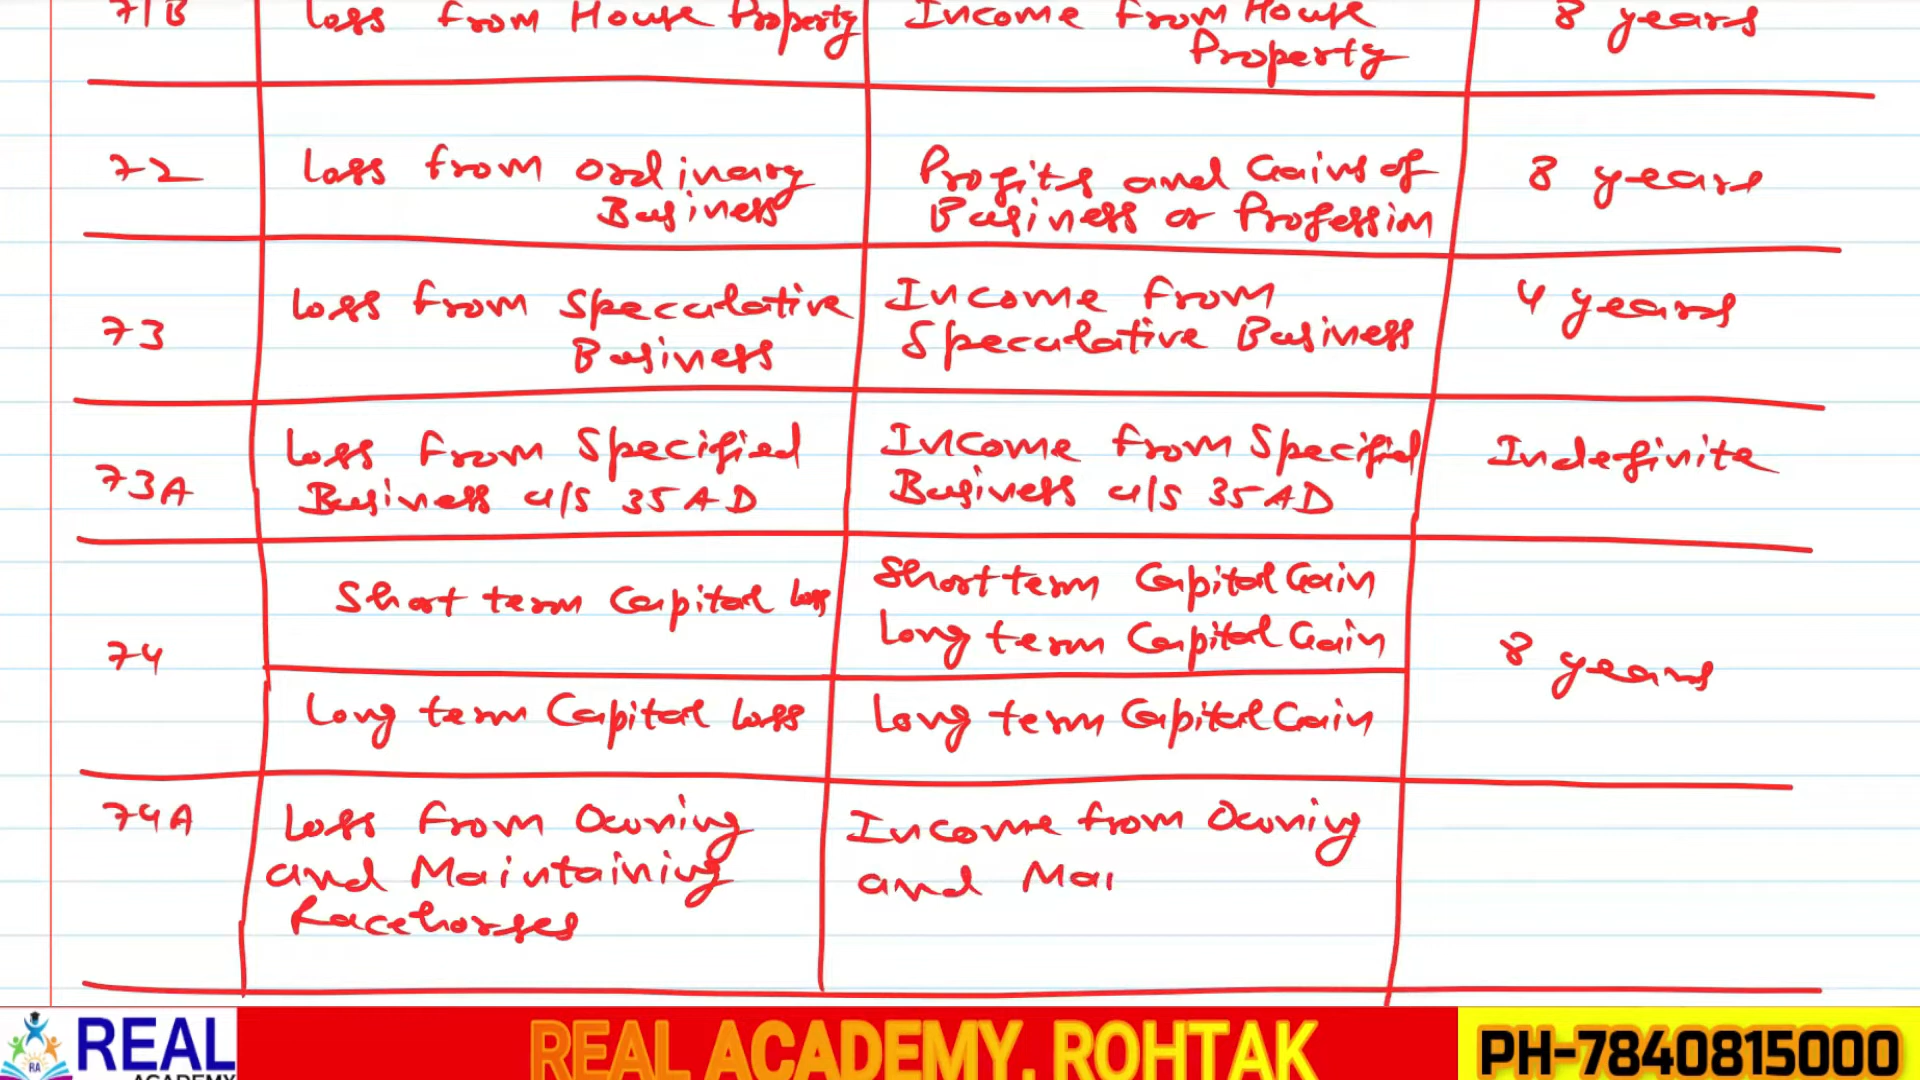 71B Loss from House Property Income from House Property 8 years
72 Loss from Ordinary Business Profits and Gains of Business or Profession 8 years
73 Loss from Speculative Business Income from Speculative Business 4 years
73A Loss from Specified Business u/s 35AD Income from Specified Business u/s 35AD Indefinite
74 Short term Capital Loss Short term Capital Gain
Long term Capital Gain
8 years
Long term Capital Loss Long term Capital Gain
74A Loss from Owning and Maintaining Racehorses Income from Owning and Mai
REAL ACADEMY
RA
REAL ACADEMY, ROHTAK
PH-7840815000